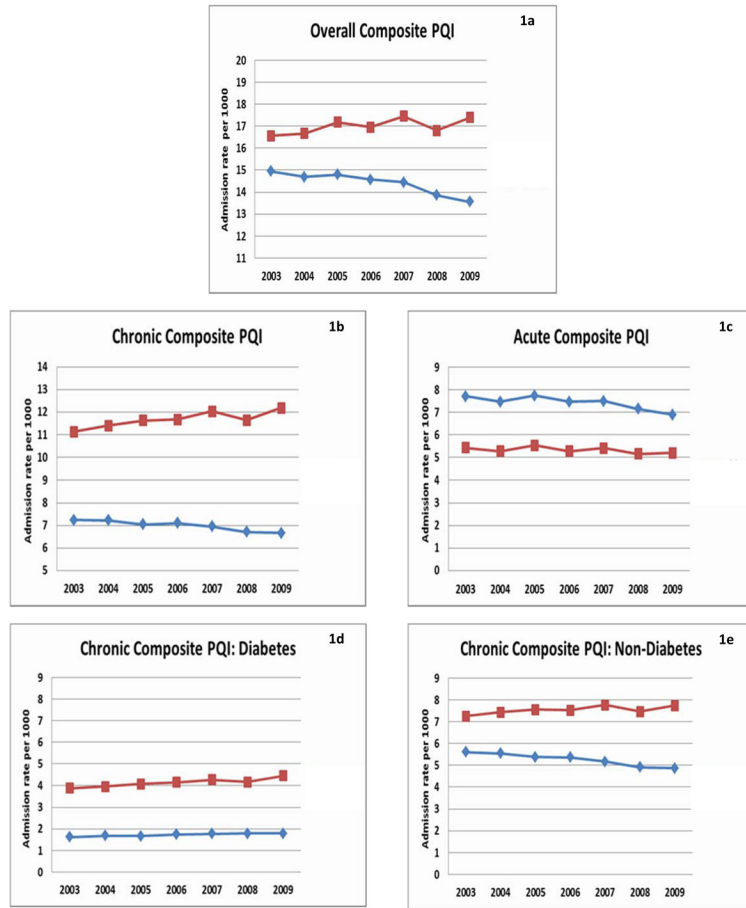 1a
Overall Composite PQI
Admission rate per 1000
20
19
18
17
16
15
14
13
12
11
2003 2004 2005 2006 2007 2008 2009
1b
Chronic Composite PQI
Admission rate per 1000
14
13
12
11
10
9
8
7
6
5
2003 2004 2005 2006 2007 2008 2009
1c
Acute Composite PQI
Admission rate per 1000
9
8
7
6
5
4
3
2
1
0
2003 2004 2005 2006 2007 2008 2009
1d
Chronic Composite PQI: Diabetes
Admission rate per 1000
9
8
7
6
5
4
3
2
1
0
2003 2004 2005 2006 2007 2008 2009
1e
Chronic Composite PQI: Non-Diabetes
Admission rate per 1000
9
8
7
6
5
4
3
2
1
0
2003 2004 2005 2006 2007 2008 2009